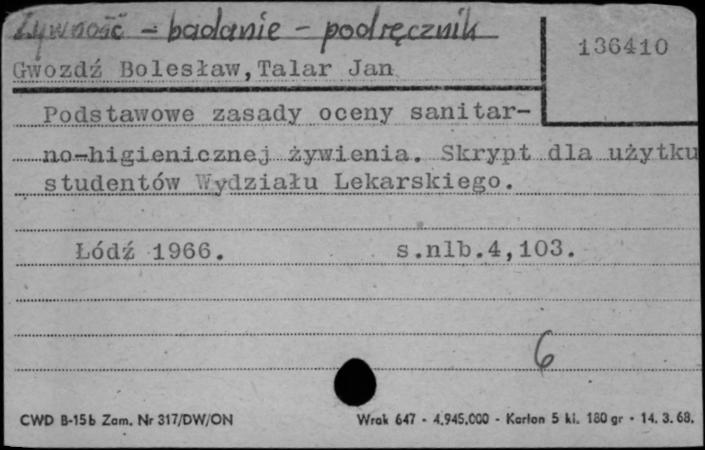 Żywność - badanie - podręcznik
136410
Gwozdź Bolesław, Talar Jan
Podstawowe zasady oceny sanitar-
no-higienicznej żywienia. Skrypt dla użytku
studentów Wydziału Lekarskiego.
Łódź 1966. s.nlb.4,103.
6
CWD B-15b Zam. Nr 317/DW/ON
Wrak 647 - 4.945.000 - Karton 5 kl. 180 gr - 14. 3. 68.